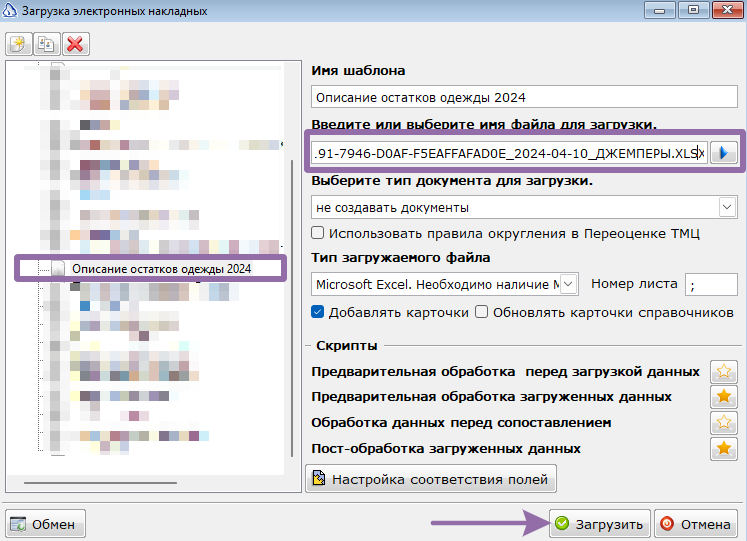 Загрузка электронных накладных
Имя шаблона
Описание остатков одежды 2024
Введите или выберите имя файла для загрузки.
.91-7946-D0AF-F5EAFFAFAD0E_2024-04-10_ДЖЕМПЕРЫ.XLSX
Выберите тип документа для загрузки.
не создавать документы
Использовать правила округления в Переоценке ТМЦ
Тип загружаемого файла
Microsoft Excel. Необходимо наличие M
Номер листа
;
Добавлять карточки
Обновлять карточки справочников
Скрипты
Предварительная обработка перед загрузкой данных
Предварительная обработка загруженных данных
Обработка данных перед сопоставлением
Пост-обработка загруженных данных
Настройка соответствия полей
Описание остатков одежды 2024
Обмен
Загрузить
Отмена